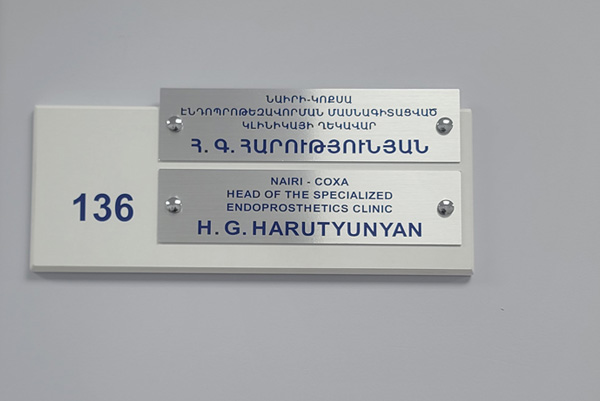 136
ՆԱԻՐԻ-ԿՈՔՍԱ
ԷՆԴՈՊՐՈԹԵԶԱՎՈՐՄԱՆ ՄԱՍՆԱԳԻՏԱՑՎԱԾ
ԿԼԻՆԻԿԱՅԻ ՂԵԿԱՎԱՐ
Հ. Գ. ՀԱՐՈՒԹՅՈՒՆՅԱՆ
NAIRI - COXA
HEAD OF THE SPECIALIZED
ENDOPROSTHETICS CLINIC
H. G. HARUTYUNYAN